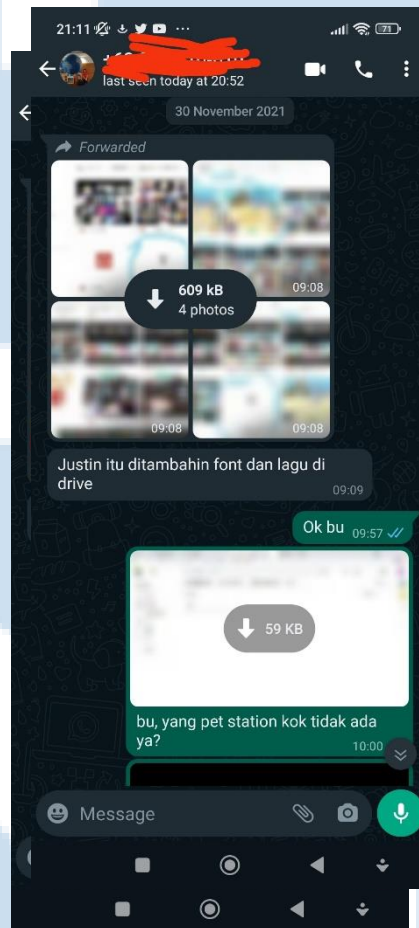 21:11
71
last seen today at 20:52
30 November 2021
Forwarded
609 kB
4 photos
09:08
09:08
09:08
Justin itu ditambahin font dan lagu di
drive
09:09
Ok bu 09:57
59 KB
bu, yang pet station kok tidak ada
ya?
10:00
Message